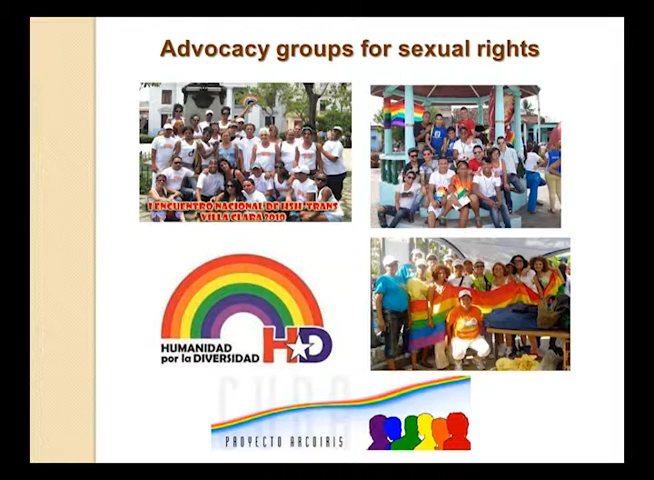 Advocacy groups for sexual rights
I ENCUENTRO NACIONAL DE HSH-TRANS
VILLA CLARA 2010
HUMANIDAD
por la DIVERSIDAD
HD
CUBA
PROYECTO ARCOIRIS